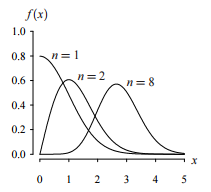 f(x)
1.0
0.8
0.6
0.4
0.2
0.0
n = 1
n = 2
n = 8
0 1 2 3 4 5
x